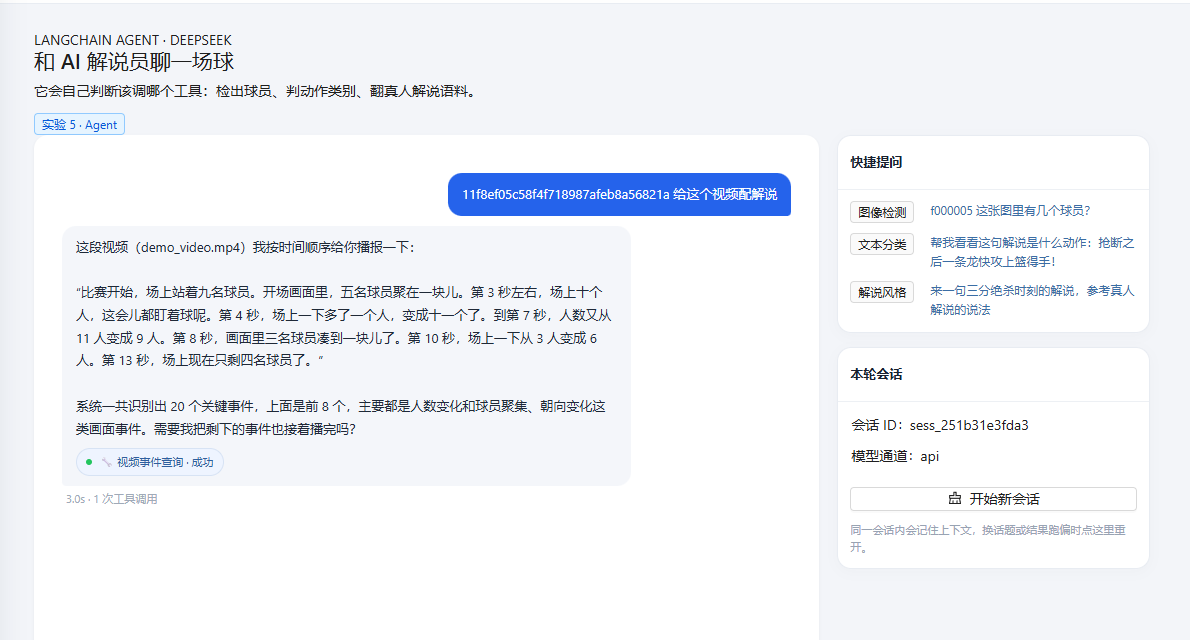 LANGCHAIN AGENT · DEEPSEEK
和 AI 解说员聊一场球
它会自己判断该调哪个工具：检出球员、判动作类别、翻真人解说语料。
实验 5 · Agent
11f8ef05c58f4f718987afeb8a56821a 给这个视频配解说
这段视频（demo_video.mp4）我按时间顺序给你播报一下：
“比赛开始，场上站着九名球员。开场画面里，五名球员聚在一块儿。第 3 秒左右，场上十个
人，这会儿都盯着球呢。第 4 秒，场上一下多了一个人，变成十一个了。到第 7 秒，人数又从
11 人变成 9 人。第 8 秒，画面里三名球员凑到一块儿了。第 10 秒，场上一下从 3 人变成 6
人。第 13 秒，场上现在只剩四名球员了。”
系统一共识别出 20 个关键事件，上面是前 8 个，主要都是人数变化和球员聚集、朝向变化这
类画面事件。需要我把剩下的事件也接着播完吗？
视频事件查询 · 成功
3.0s · 1 次工具调用
快捷提问
图像检测 f000005 这张图里有几个球员？
文本分类 帮我看看这句解说是什么动作：抢断之
后一条龙快攻上篮得手！
解说风格 来一句三分绝杀时刻的解说，参考真人
解说的说法
本轮会话
会话 ID：sess_251b31e3fda3
模型通道：api
开始新会话
同一会话内会记住上下文，换话题或结果跑偏时点这里重
开。